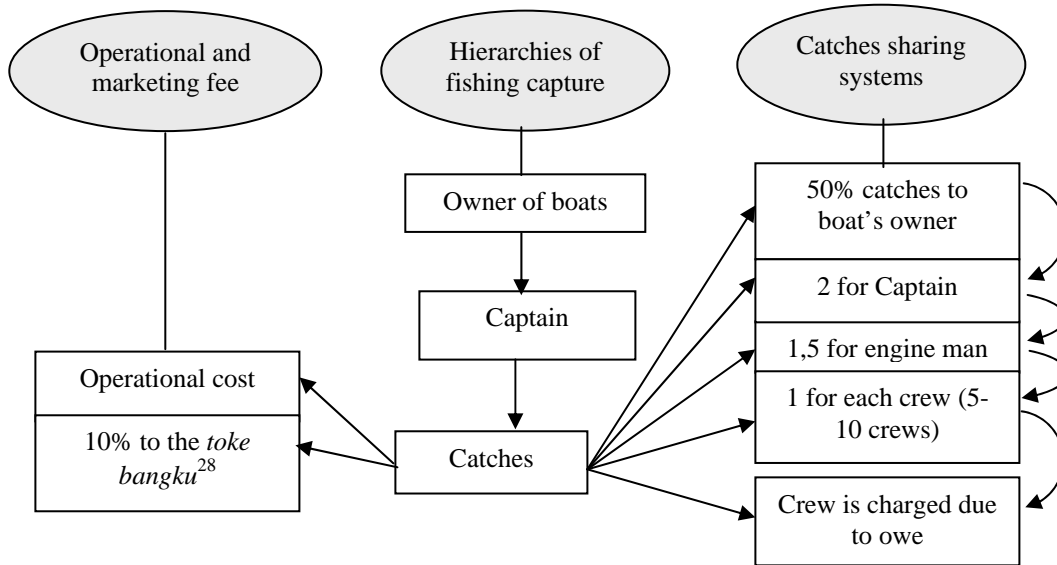 Operational and
marketing fee
Hierarchies of
fishing capture
Catches sharing
systems
Owner of boats
Captain
Catches
Operational cost
10% to the toke
bangku28
50% catches to
boat’s owner
2 for Captain
1,5 for engine man
1 for each crew (5-
10 crews)
Crew is charged due
to owe